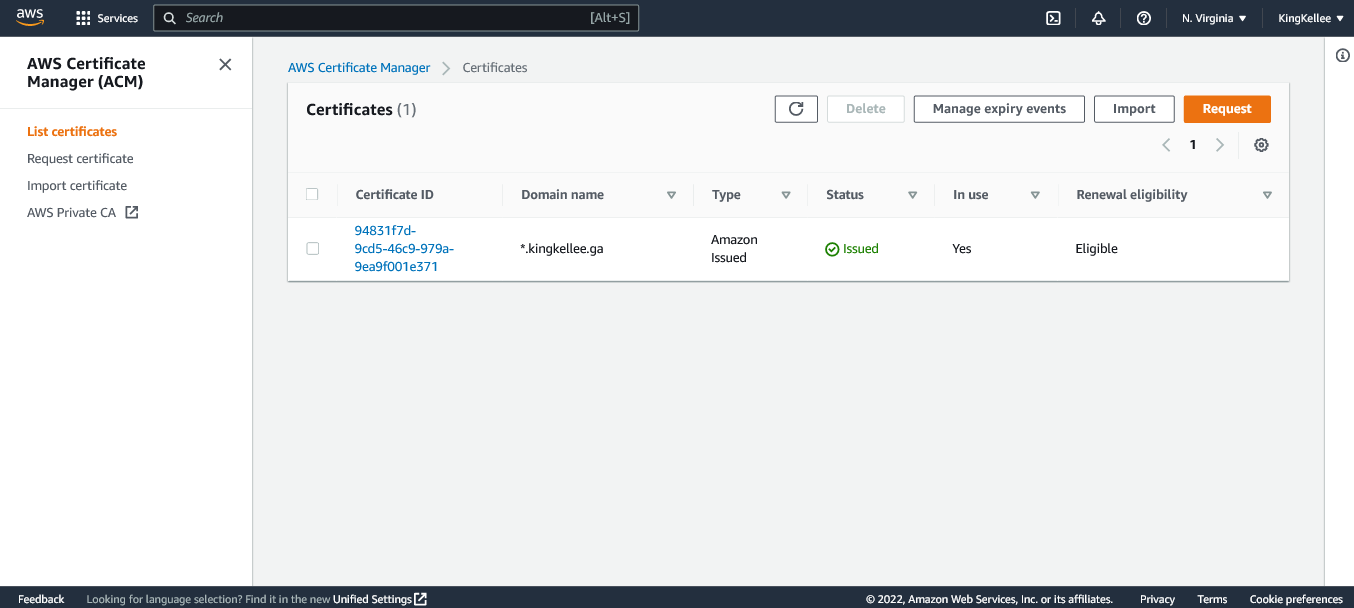 aws Services Search [Alt+S] N. Virginia KingKellee
AWS Certificate
Manager (ACM)
List certificates
Request certificate
Import certificate
AWS Private CA
AWS Certificate Manager Certificates
Certificates (1) Delete Manage expiry events Import Request
1
Certificate ID Domain name Type Status In use Renewal eligibility
94831f7d-
9cd5-46c9-979a-
9ea9f001e371
*.kingkellee.ga
Amazon
Issued
Issued
Yes
Eligible
Feedback Looking for language selection? Find it in the new Unified Settings © 2022, Amazon Web Services, Inc. or its affiliates. Privacy Terms Cookie preferences